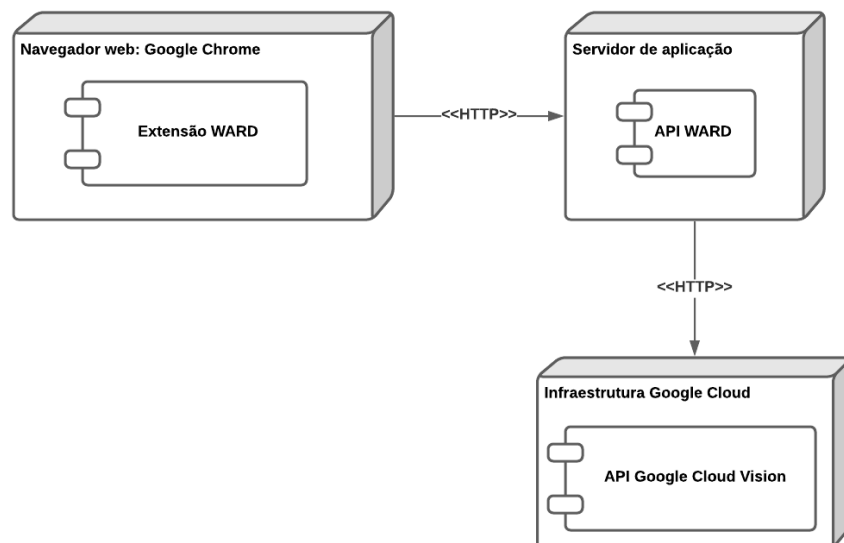 Navegador web: Google Chrome
Extensão WARD
<<HTTP>>
Servidor de aplicação
API WARD
<<HTTP>>
Infraestrutura Google Cloud
API Google Cloud Vision